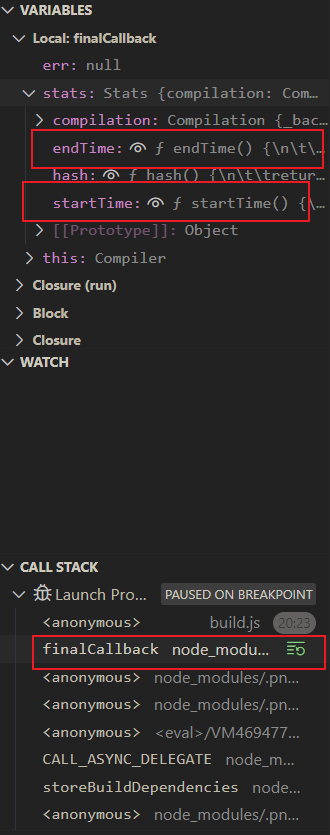 VARIABLES
Local: finalCallback
err: null
stats: Stats {compilation: Com…
compilation: Compilation {_bac…
endTime: ƒ endTime() {\n\t\…
hash: ƒ hash() {\n\t\tretur…
startTime: ƒ startTime() {\…
[[Prototype]]: Object
this: Compiler
Closure (run)
Block
Closure
WATCH
CALL STACK
Launch Pro… PAUSED ON BREAKPOINT
<anonymous> build.js 20:23
finalCallback node_modu…
<anonymous> node_modules/.pn…
<anonymous> node_modules/.pn…
<anonymous> <eval>/VM469477…
CALL_ASYNC_DELEGATE node_m…
storeBuildDependencies node…
<anonymous> node_modules/.pn…